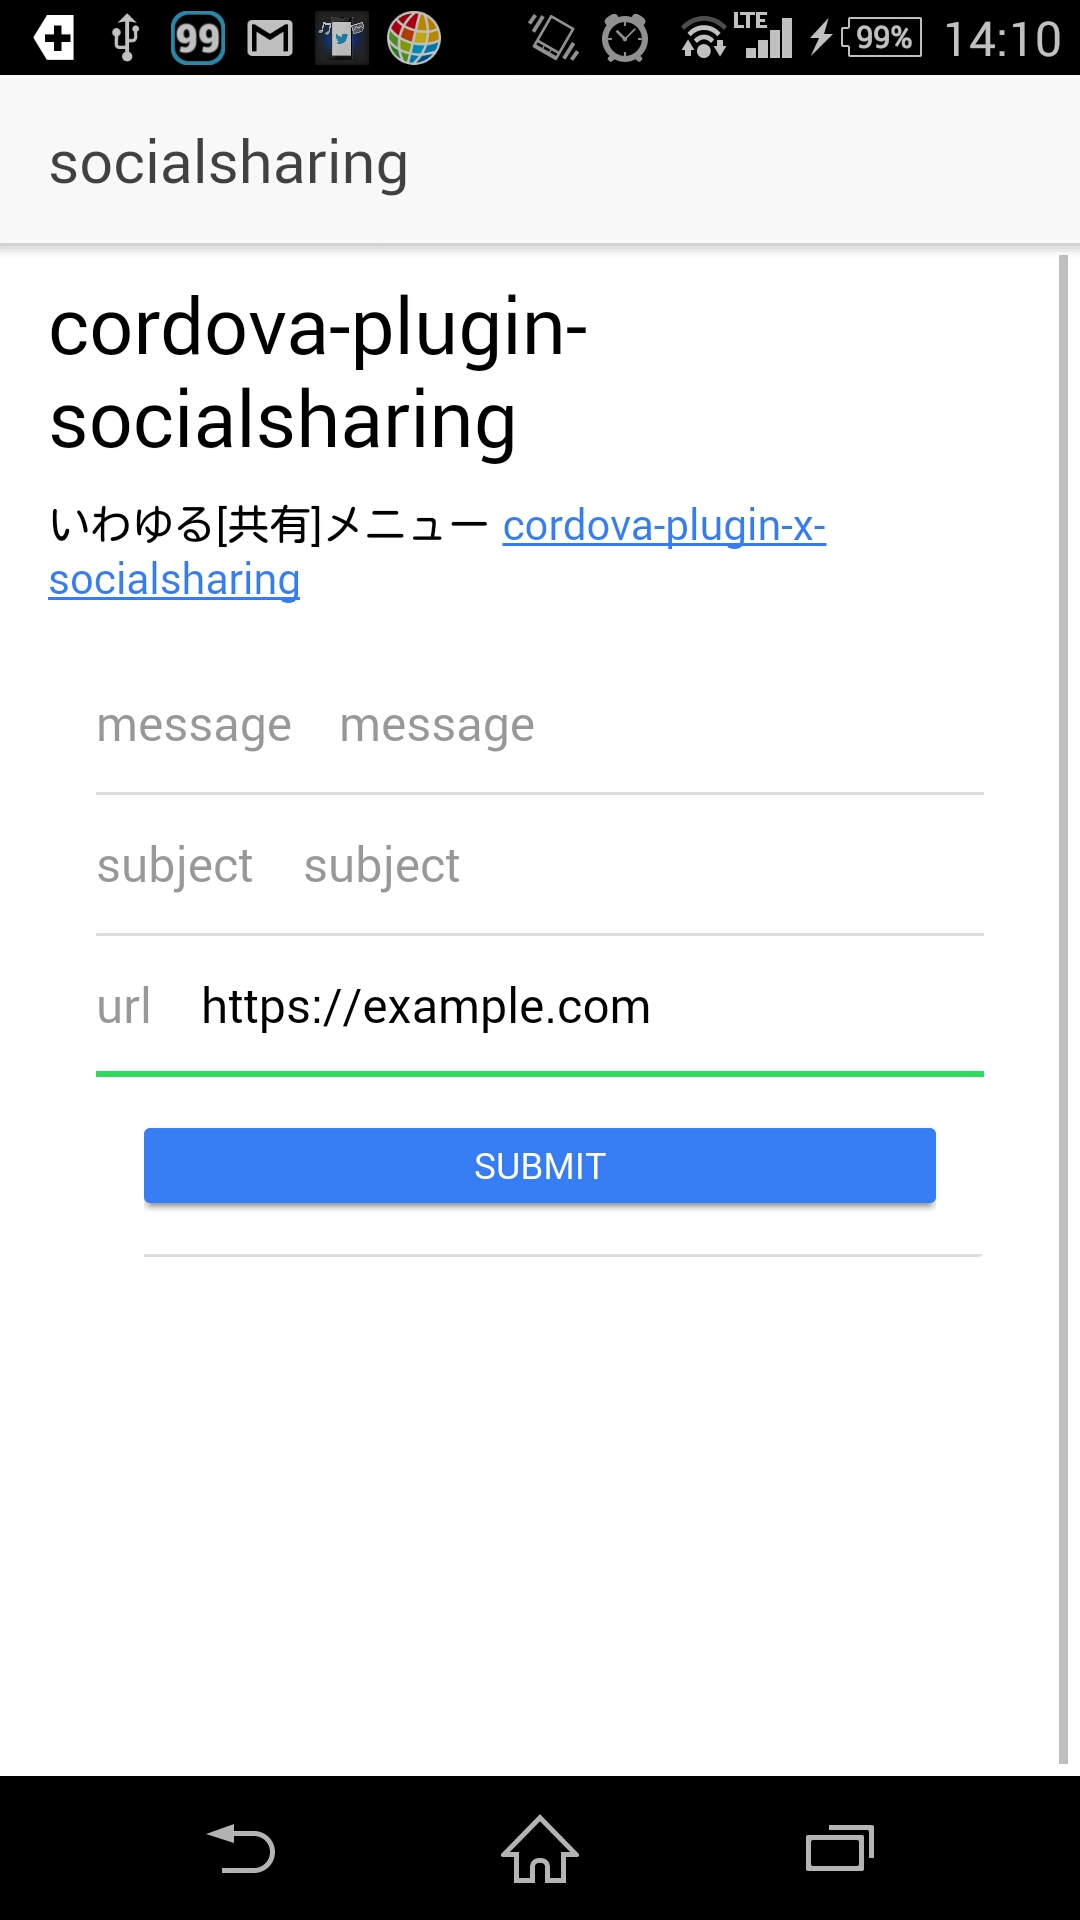 99 LTE 99% 14:10
socialsharing
cordova-plugin-
socialsharing
いわゆる[共有]メニュー cordova-plugin-x-
socialsharing
message message
subject subject
url https://example.com
SUBMIT